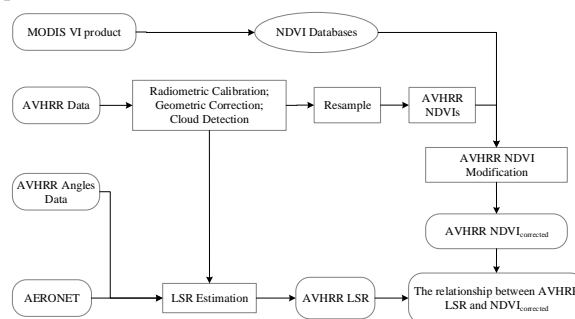 MODIS VI product
NDVI Databases
AVHRR Data
Radiometric Calibration;
Geometric Correction;
Cloud Detection
Resample
AVHRR
NDVIs
AVHRR NDVI
Modification
AVHRR Angles
Data
AVHRR NDVIcorrected
AERONET
LSR Estimation
AVHRR LSR
The relationship between AVHRR
LSR and NDVIcorrected